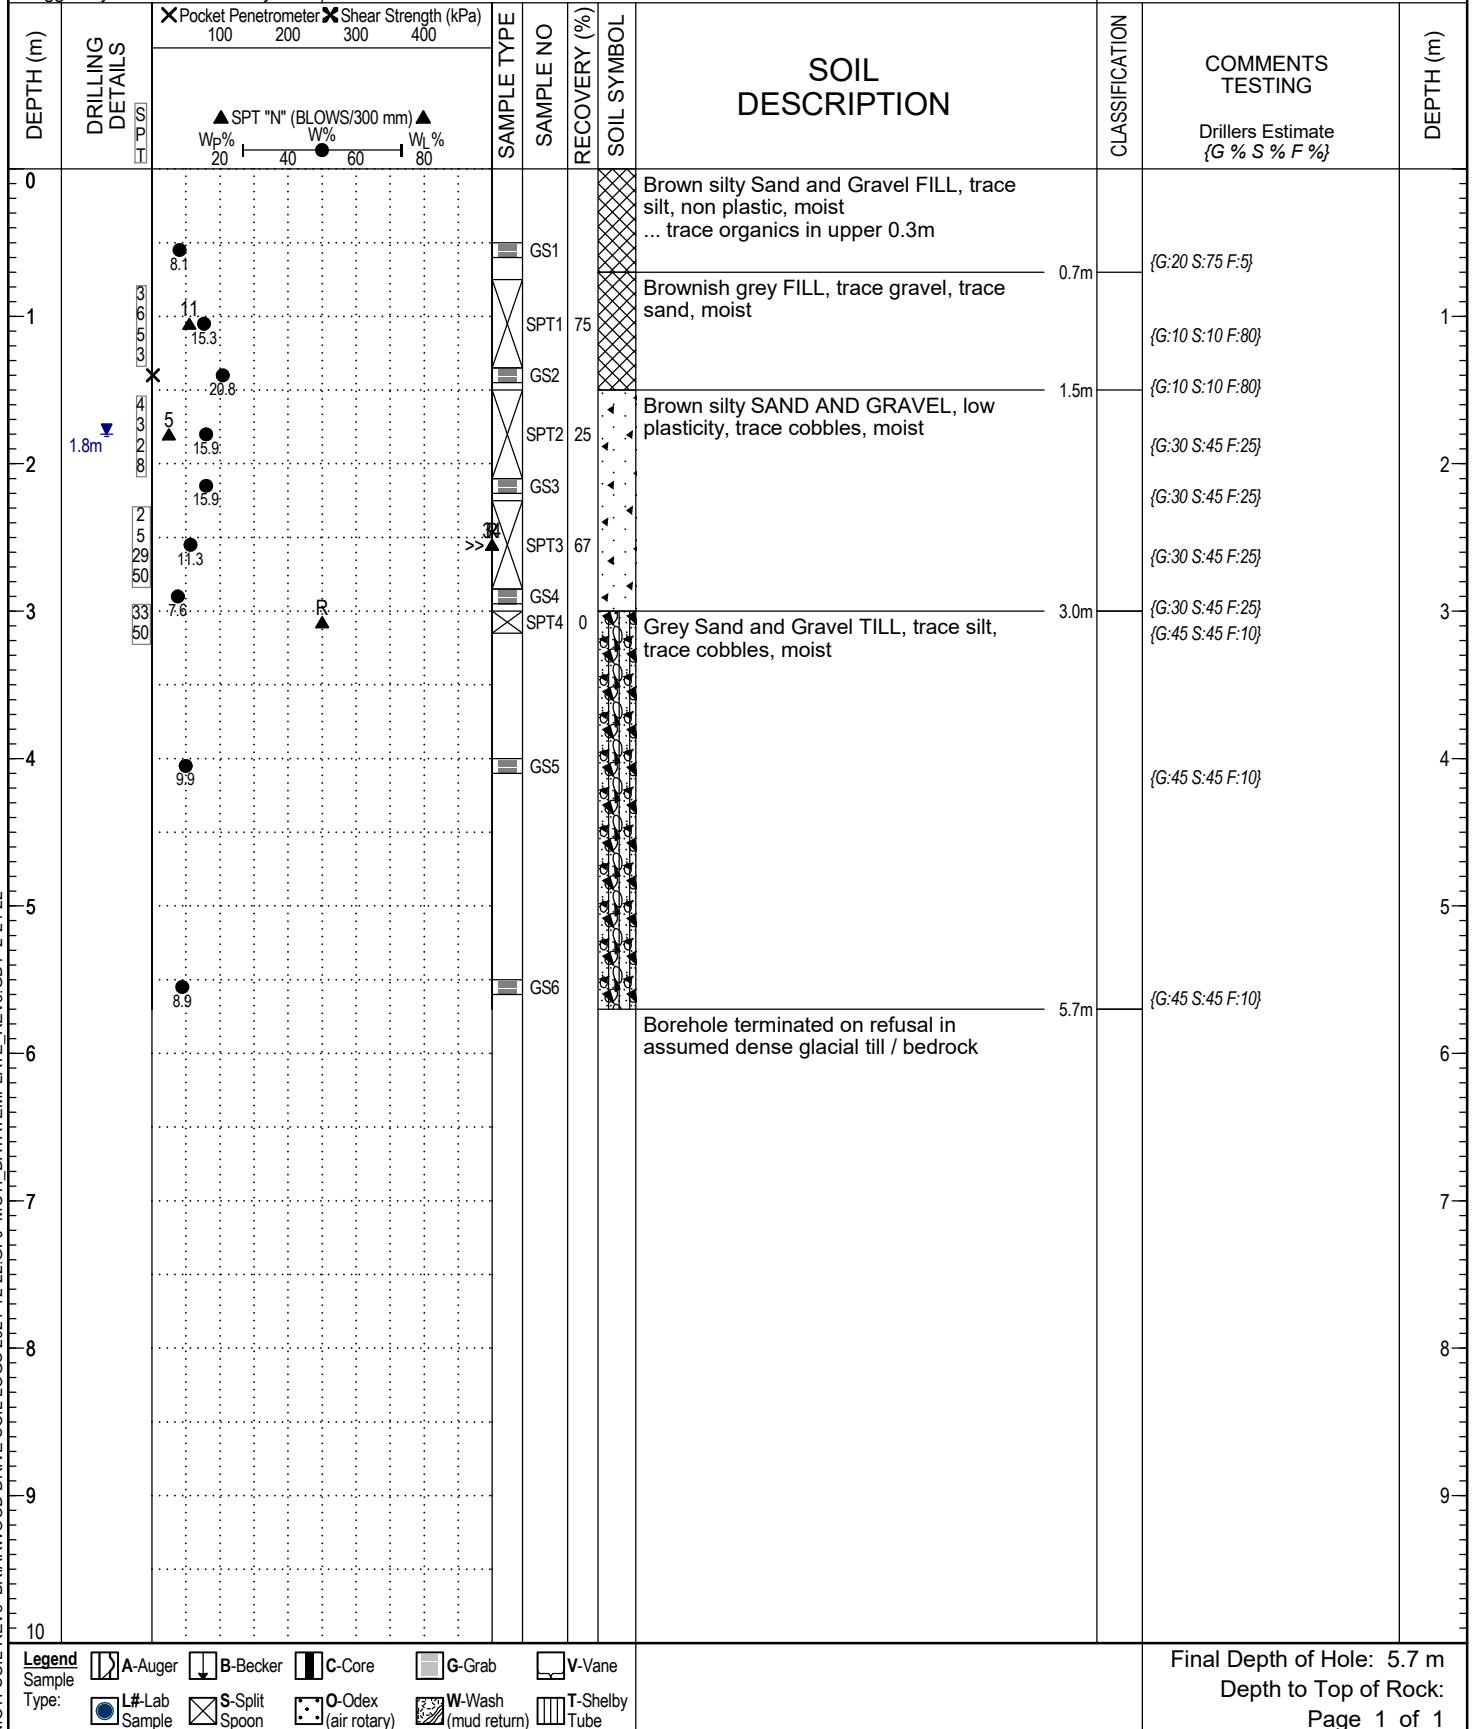 DEPTH (m)
DRILLING DETAILS
Pocket Penetrometer Shear Strength (kPa)
100 200 300 400
S
P
T
SPT "N" (BLOWS/300 mm)
WP% W% WL%
20 40 60 80
SAMPLE TYPE
SAMPLE NO
RECOVERY (%)
SOIL SYMBOL
SOIL
DESCRIPTION
CLASSIFICATION
COMMENTS
TESTING
Drillers Estimate
{G % S % F %}
DEPTH (m)
0
Brown silty Sand and Gravel FILL, trace
silt, non plastic, moist
... trace organics in upper 0.3m
GS1
8.1
{G:20 S:75 F:5}
0.7m
Brownish grey FILL, trace gravel, trace
sand, moist
3
6
5
3
11
15.3
1
SPT1 75
1
{G:10 S:10 F:80}
GS2
20.8
{G:10 S:10 F:80}
1.5m
Brown silty SAND AND GRAVEL, low
plasticity, trace cobbles, moist
4
3
2
8
5
15.9
1.8m
SPT2 25
{G:30 S:45 F:25}
2
2
GS3
15.9
{G:30 S:45 F:25}
2
5
29
50
11.3
>>
SPT3 67
{G:30 S:45 F:25}
GS4
7.6
{G:30 S:45 F:25}
3
3.0m
3
33
50
R
SPT4 0
Grey Sand and Gravel TILL, trace silt,
trace cobbles, moist
{G:45 S:45 F:10}
4
4
GS5
9.9
{G:45 S:45 F:10}
5
5
GS6
8.9
{G:45 S:45 F:10}
5.7m
Borehole terminated on refusal in
assumed dense glacial till / bedrock
6
6
7
7
8
8
9
9
10
Legend
Sample
Type:
A-Auger
B-Becker
C-Core
G-Grab
V-Vane
L#-Lab
Sample
S-Split
Spoon
O-Odex
(air rotary)
W-Wash
(mud return)
T-Shelby
Tube
Final Depth of Hole: 5.7 m
Depth to Top of Rock:
Page 1 of 1